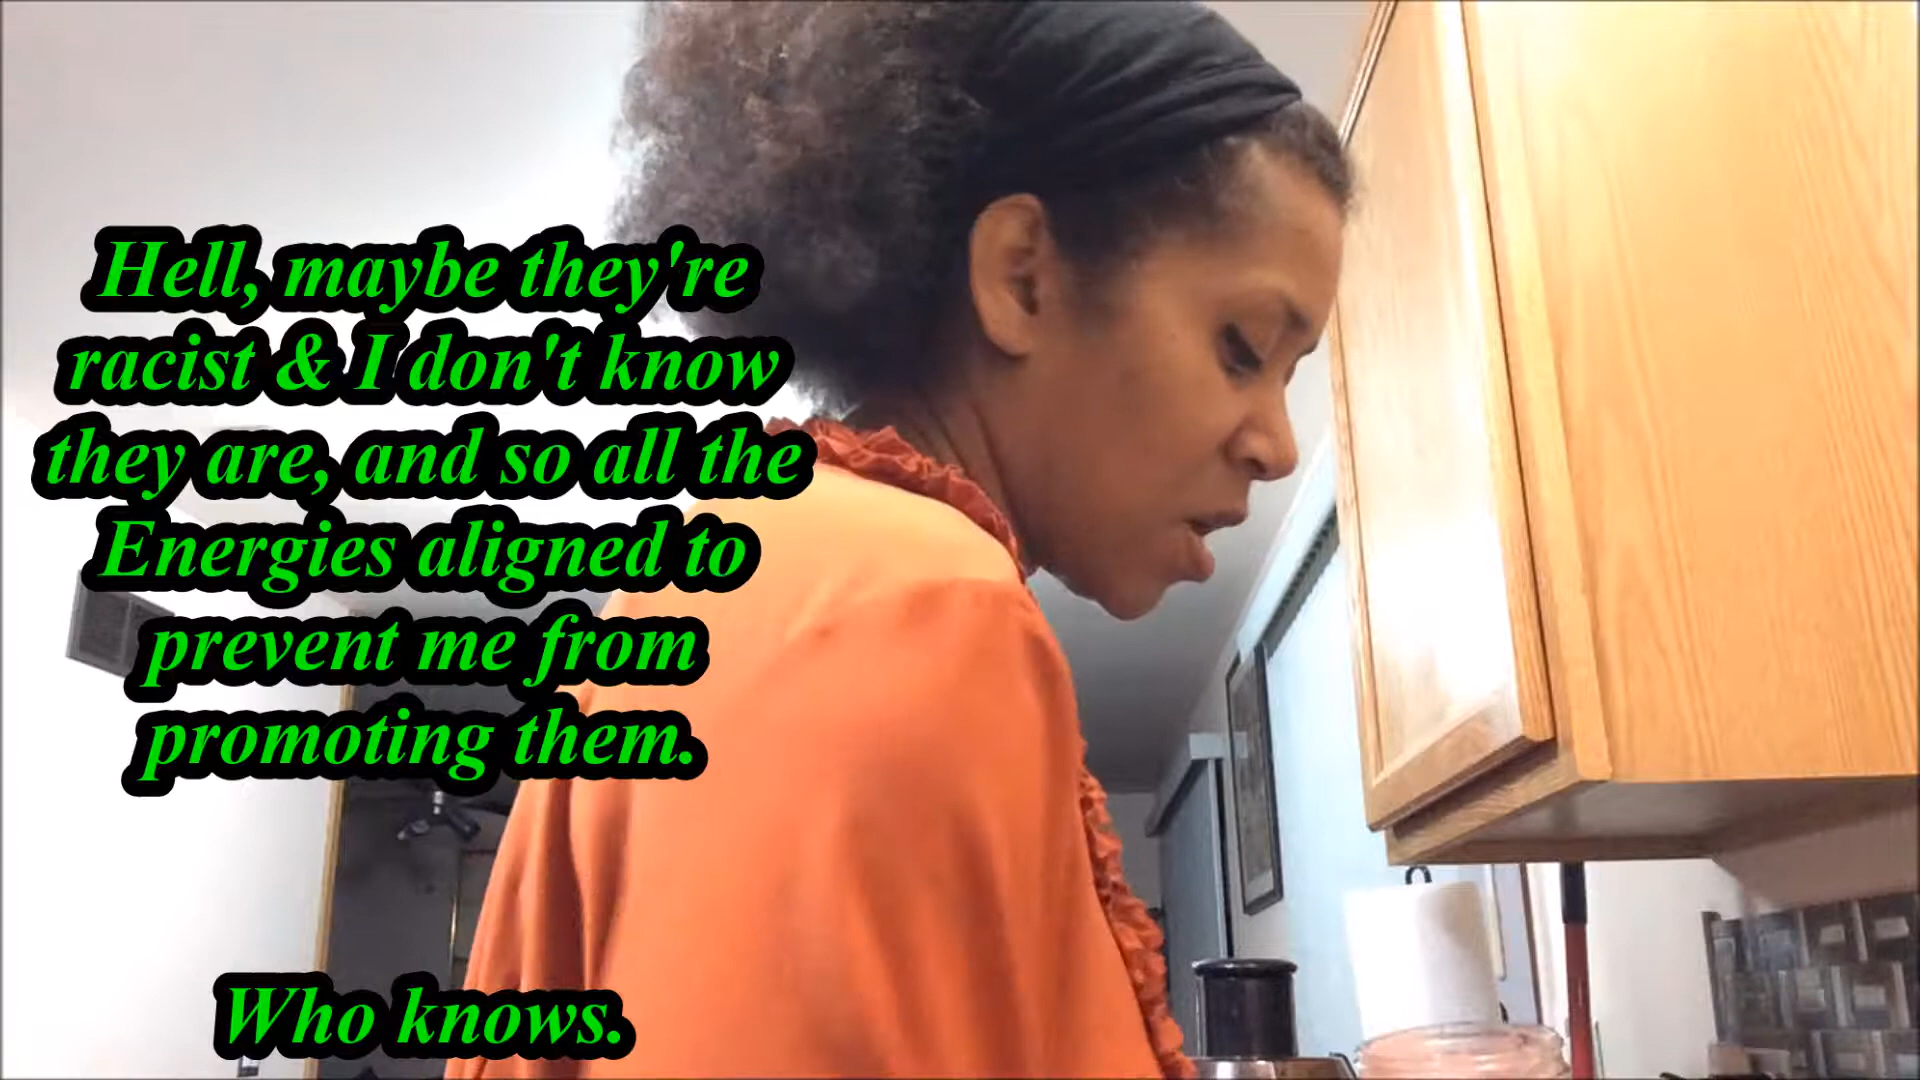 Hell, maybe they're
racist & I don't know
they are, and so all the
Energies aligned to
prevent me from
promoting them.
Who knows.